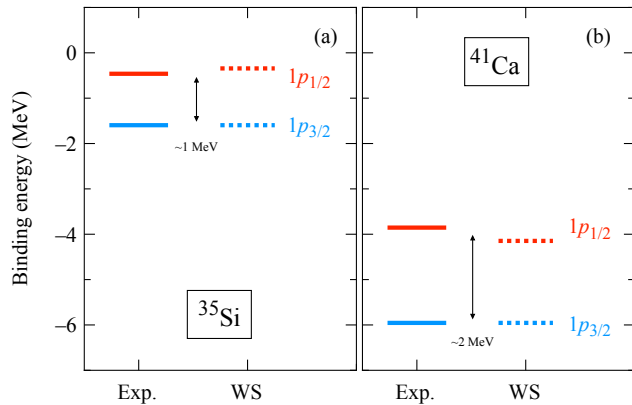 (a)
(b)
0
−2
−4
−6
Binding energy (MeV)
1p1/2
1p3/2
~1 MeV
35Si
41Ca
1p1/2
1p3/2
~2 MeV
Exp.
WS
Exp.
WS